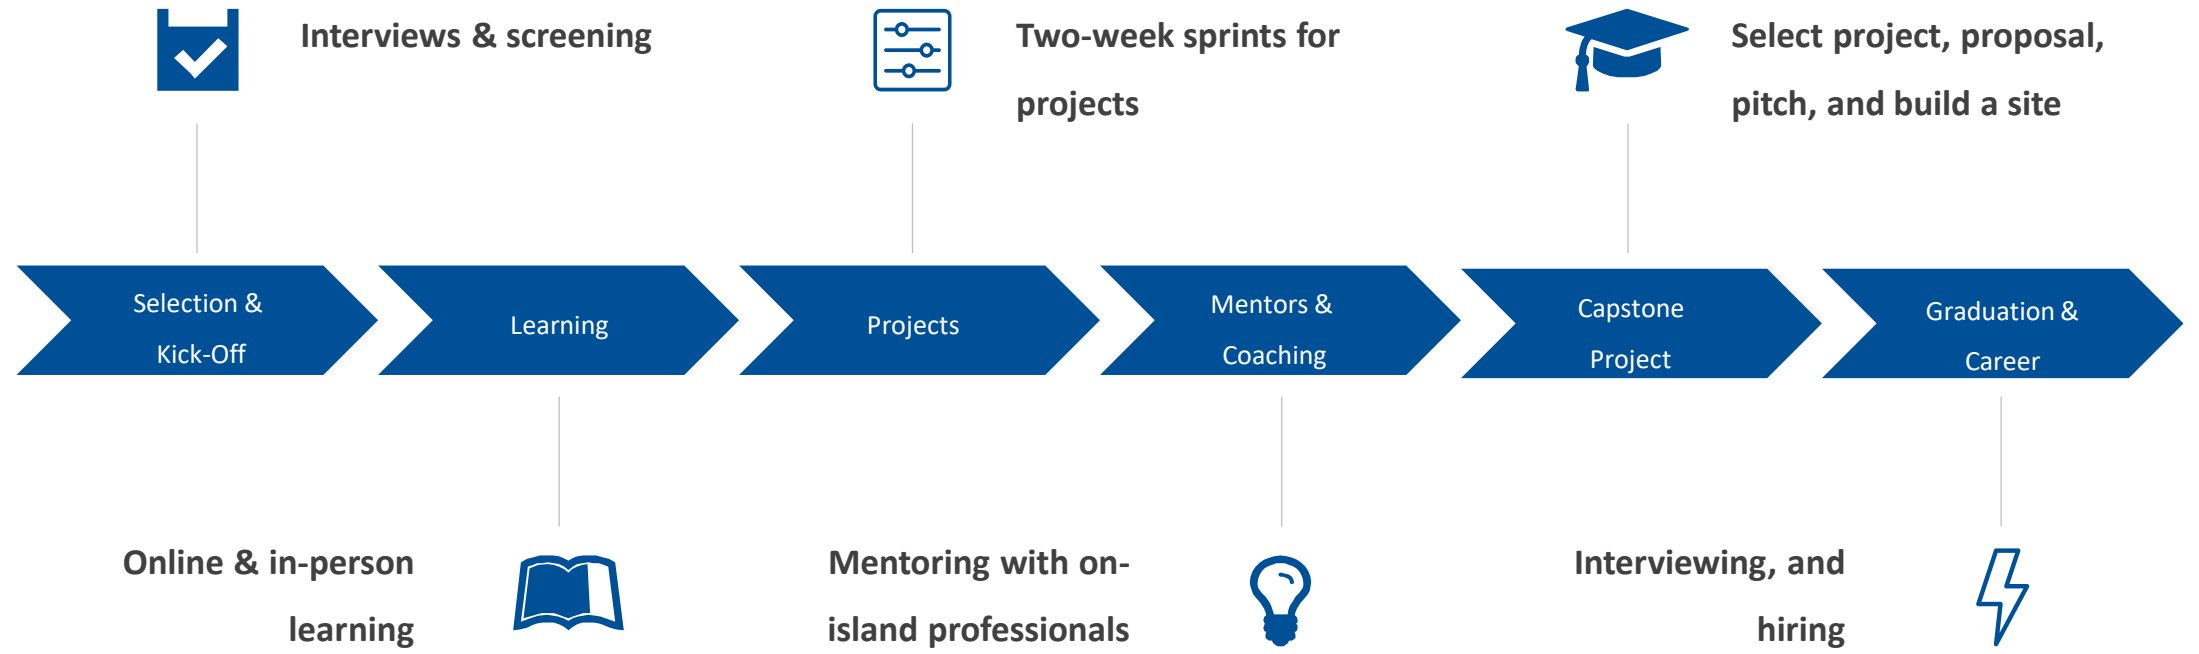 Interviews & screening
Two-week sprints for
projects
Select project, proposal,
pitch, and build a site
Selection &
Kick-Off
Learning
Projects
Mentors &
Coaching
Capstone
Project
Graduation &
Career
Online & in-person
learning
Mentoring with on-
island professionals
Interviewing, and
hiring